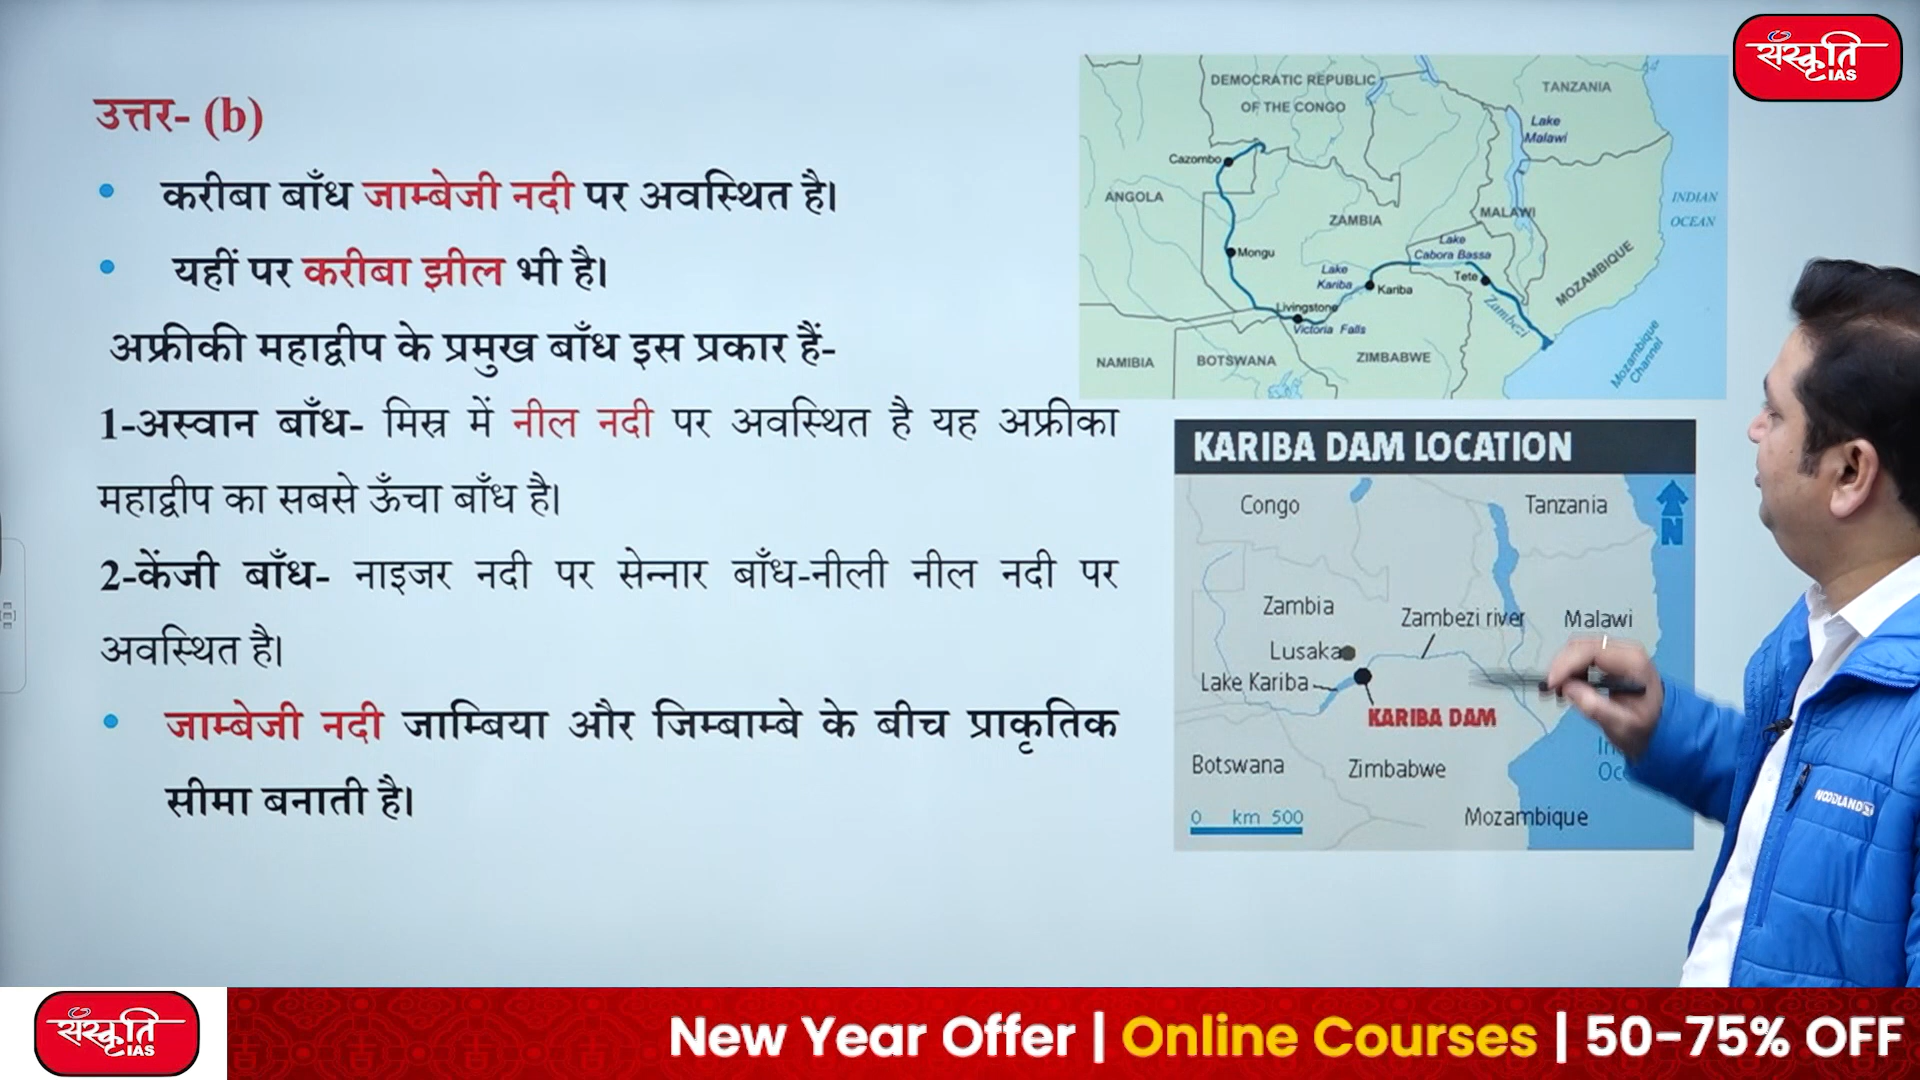 संस्कृति
IAS
उत्तर- (b)
• करीबा बाँध जाम्बेजी नदी पर अवस्थित है।
• यहीं पर करीबा झील भी है।
अफ्रीकी महाद्वीप के प्रमुख बाँध इस प्रकार हैं-
1-अस्वान बाँध- मिस्र में नील नदी पर अवस्थित है यह अफ्रीका
महाद्वीप का सबसे ऊँचा बाँध है।
2-केंजी बाँध- नाइजर नदी पर सेन्नार बाँध-नीली नील नदी पर
अवस्थित है।
• जाम्बेजी नदी जाम्बिया और जिम्बाम्बे के बीच प्राकृतिक
सीमा बनाती है।
DEMOCRATIC REPUBLIC
OF THE CONGO
TANZANIA
Lake
Malawi
Cazombo
ANGOLA
ZAMBIA
MALAWI
INDIAN
OCEAN
Mongu
Lake
Cabora Bassa
Lake
Kariba
Kariba
Tete
MOZAMBIQUE
Zambezi
Livingstone
Victoria Falls
NAMIBIA
BOTSWANA
ZIMBABWE
Mozambique
Channel
KARIBA DAM LOCATION
Congo
Tanzania
N
Zambia
Zambezi river
Malawi
Lusaka
Lake Kariba
KARIBA DAM
In
Oc
Botswana
Zimbabwe
0 km 500
Mozambique
NOODLAND
संस्कृति
IAS
New Year Offer | Online Courses | 50-75% OFF